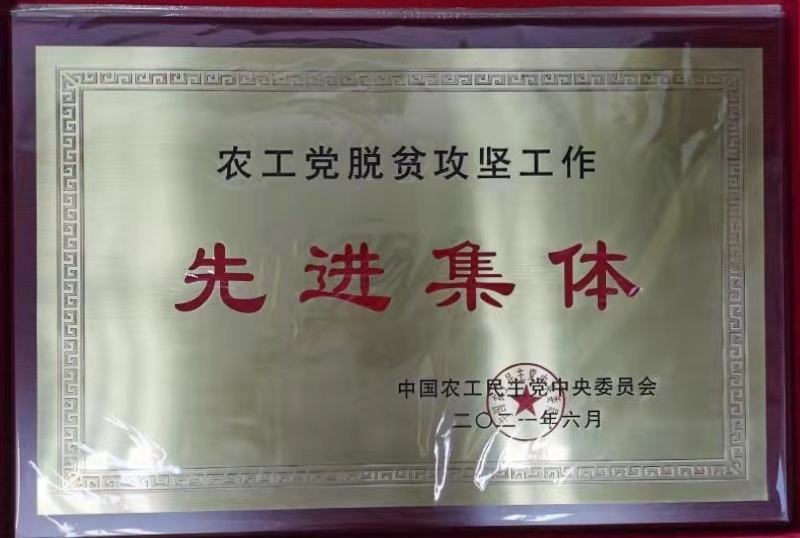 农工党脱贫攻坚工作
先进集体
中国农工民主党中央委员会
二〇二一年六月